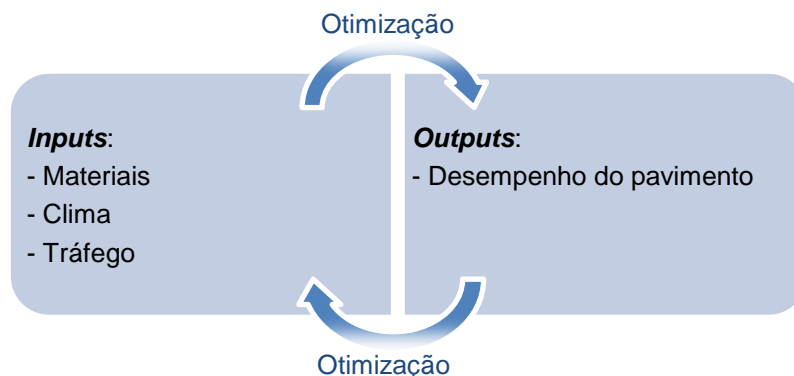 Otimização
Inputs:
- Materiais
- Clima
- Tráfego
Outputs:
- Desempenho do pavimento
Otimização